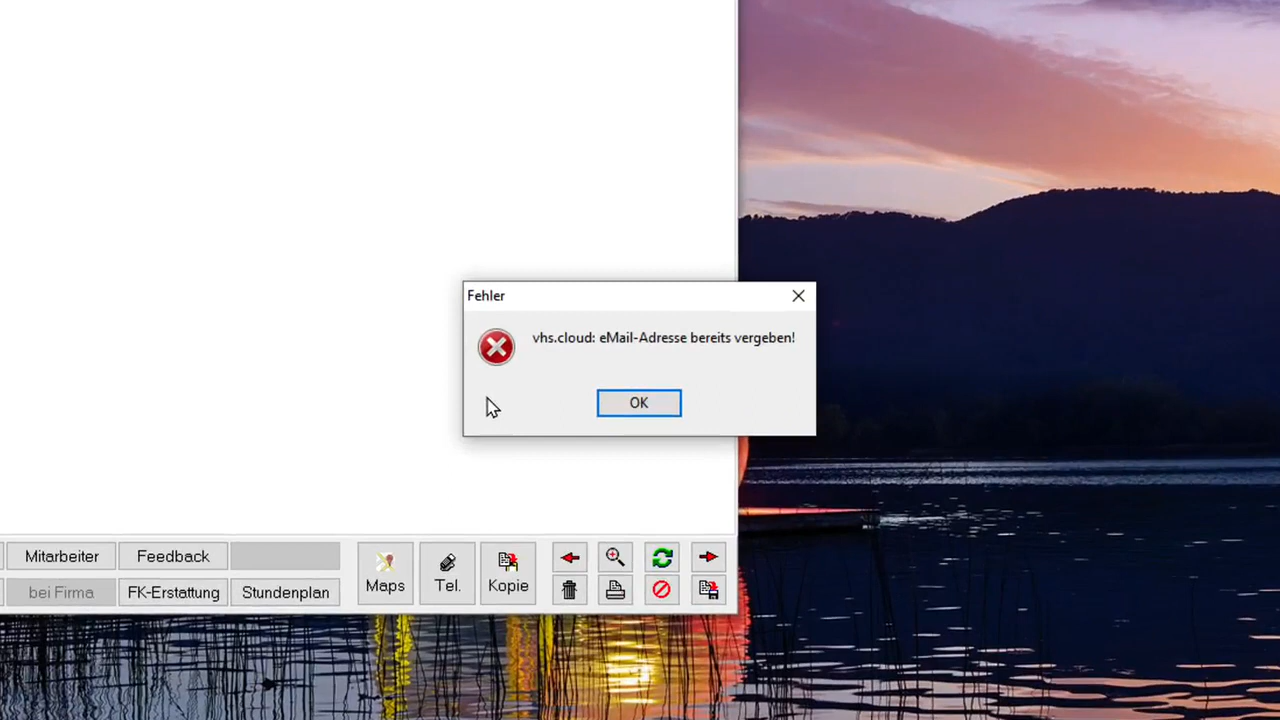 Fehler
vhs.cloud: eMail-Adresse bereits vergeben!
OK
Mitarbeiter
Feedback
Maps
Tel.
Kopie
bei Firma
FK-Erstattung
Stundenplan